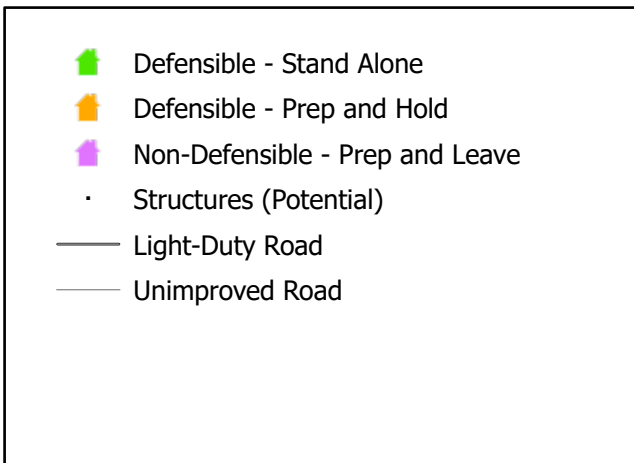 Defensible - Stand Alone
Defensible - Prep and Hold
Non-Defensible - Prep and Leave
Structures (Potential)
Light-Duty Road
Unimproved Road